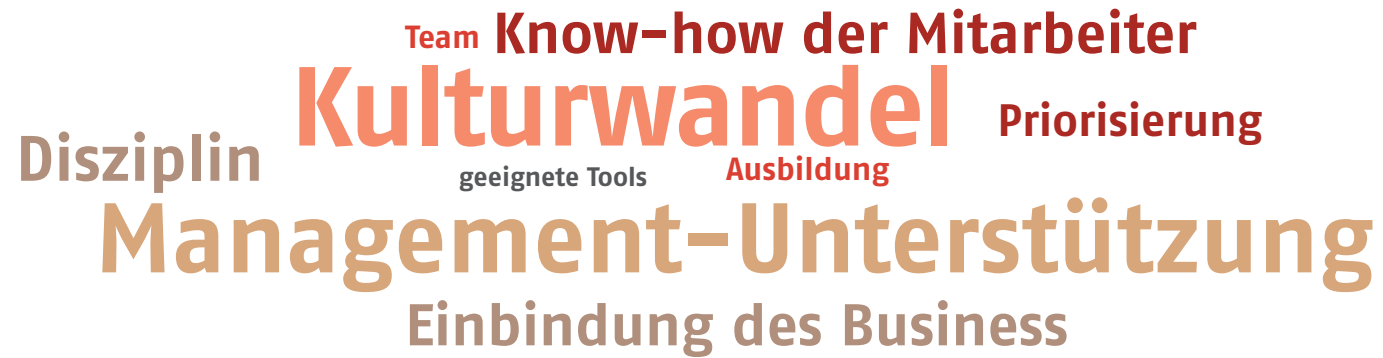 Team Know-how der Mitarbeiter
Kulturwandel
Priorisierung
Disziplin
geeignete Tools
Ausbildung
Management-Unterstützung
Einbindung des Business